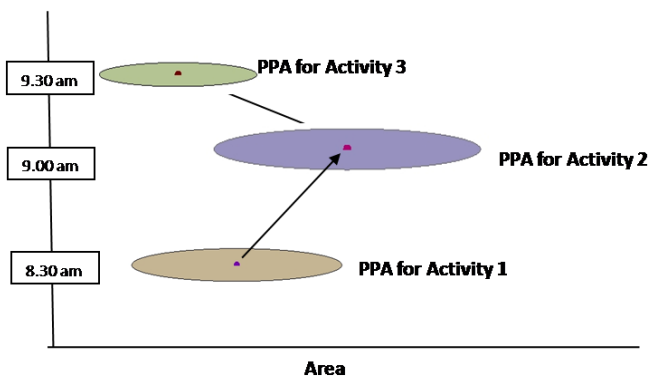 PPA for Activity 3
9.30 am
9.00 am
PPA for Activity 2
8.30 am
PPA for Activity 1
Area